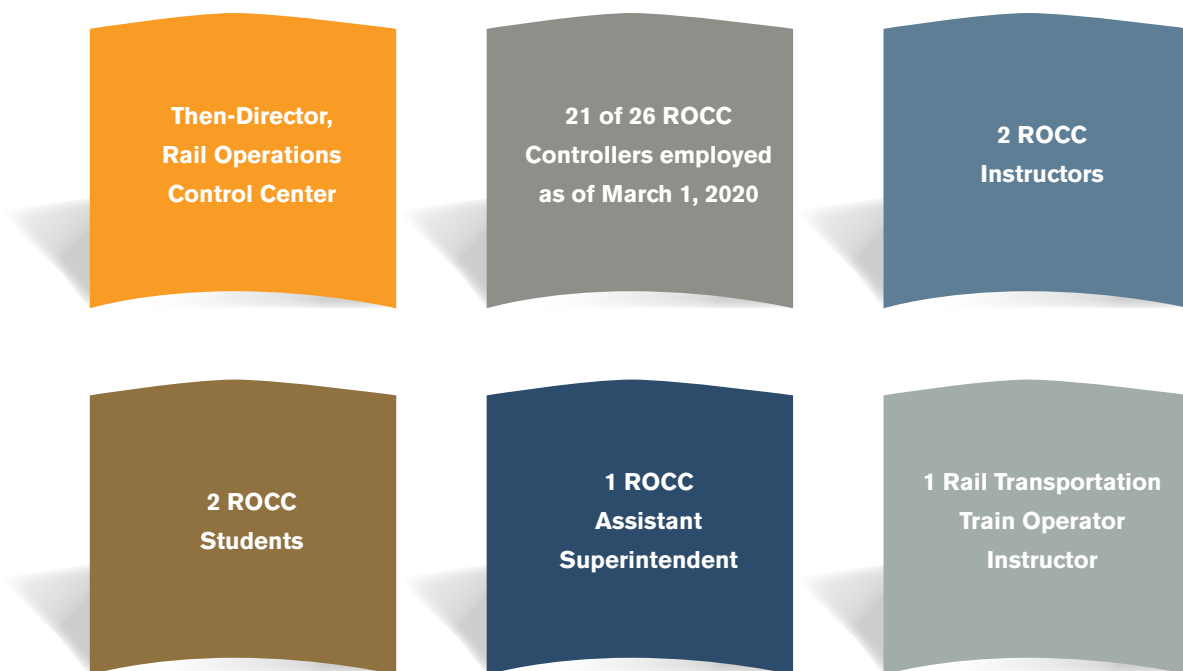 Then-Director,
Rail Operations
Control Center
21 of 26 ROCC
Controllers employed
as of March 1, 2020
2 ROCC
Instructors
2 ROCC
Students
1 ROCC
Assistant
Superintendent
1 Rail Transportation
Train Operator
Instructor